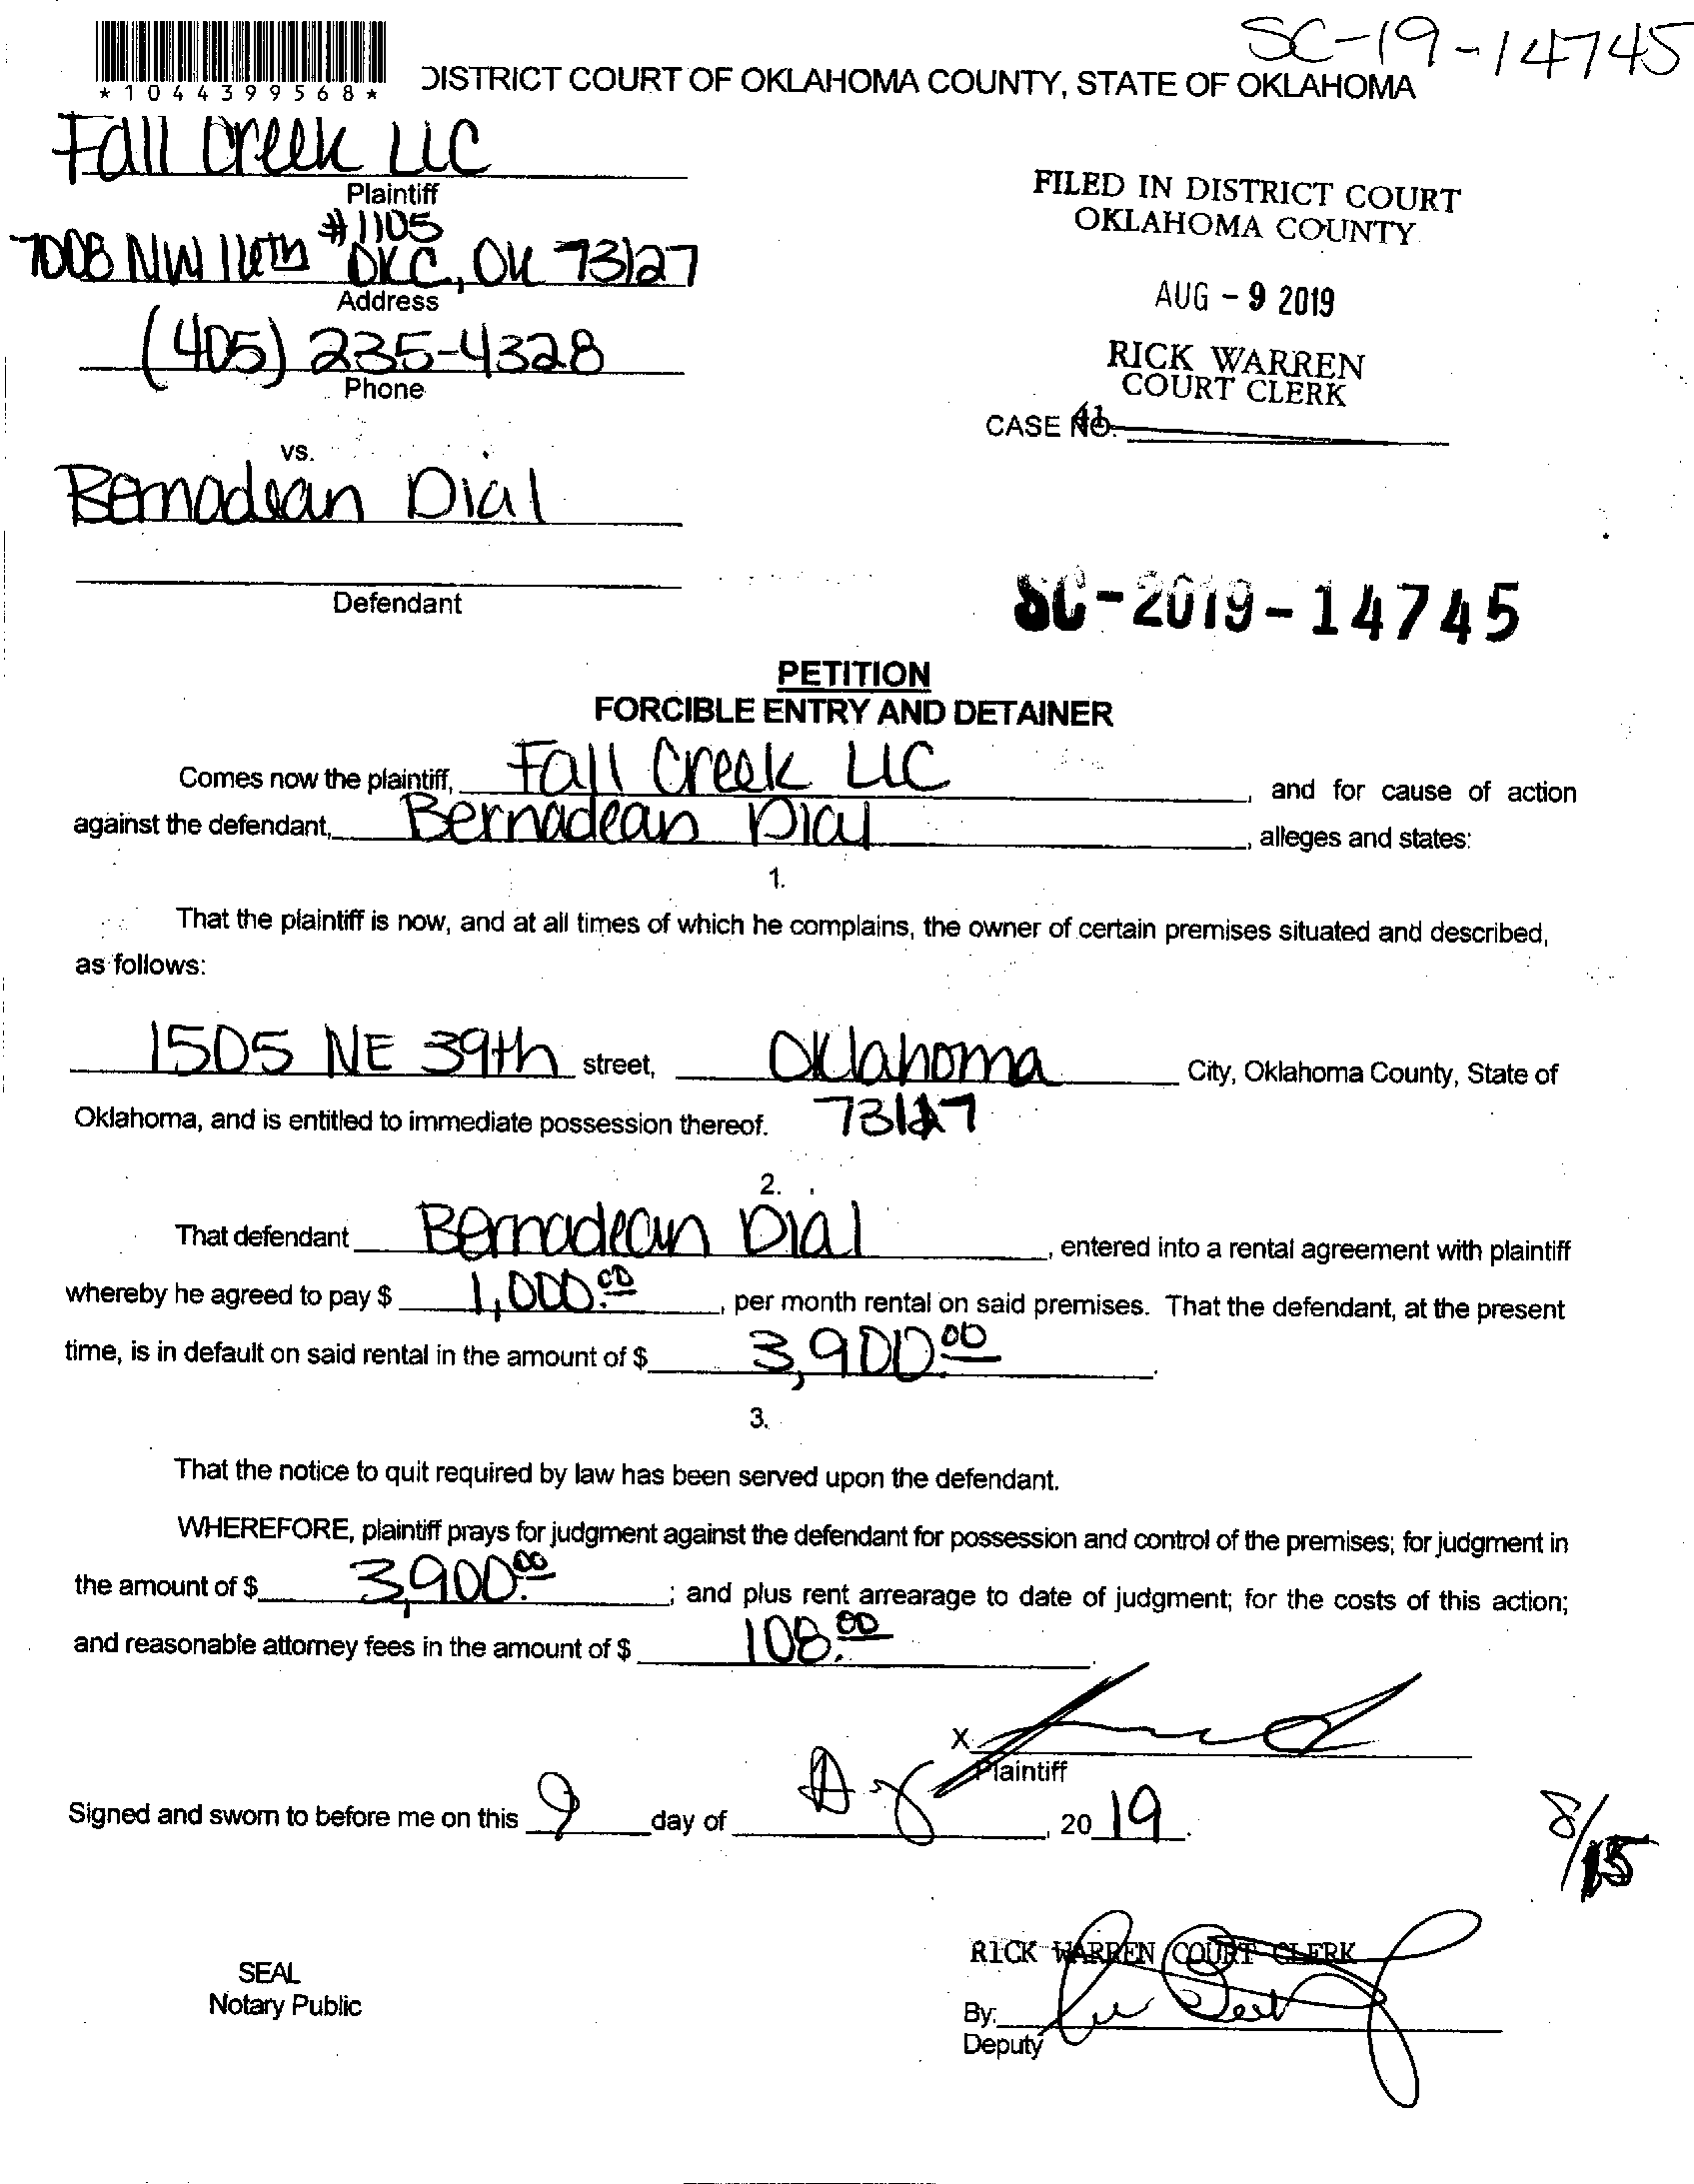 SC-19-14745
*1044399568*
DISTRICT COURT OF OKLAHOMA COUNTY, STATE OF OKLAHOMA
Fall Creek LLC
Plaintiff
#1105
7008 NW 16th OKC, OK 73127
Address
(405) 235-4328
Phone
FILED IN DISTRICT COURT
OKLAHOMA COUNTY
AUG - 9 2019
RICK WARREN
COURT CLERK
41
CASE NO.
vs.
Bernadean Dial
Defendant
SC-2019-14745
PETITION
FORCIBLE ENTRY AND DETAINER
Comes now the plaintiff, Fall Creek LLC, and for cause of action
against the defendant, Bernadean Dial, alleges and states:
1.
That the plaintiff is now, and at all times of which he complains, the owner of certain premises situated and described,
as follows:
1505 NE 39th street, Oklahoma City, Oklahoma County, State of
Oklahoma, and is entitled to immediate possession thereof. 73127
2.
That defendant Bernadean Dial, entered into a rental agreement with plaintiff
whereby he agreed to pay $ 1,000.00, per month rental on said premises. That the defendant, at the present
time, is in default on said rental in the amount of $ 3,900.00.
3.
That the notice to quit required by law has been served upon the defendant.
WHEREFORE, plaintiff prays for judgment against the defendant for possession and control of the premises; for judgment in
the amount of $ 3,900.00; and plus rent arrearage to date of judgment; for the costs of this action;
and reasonable attorney fees in the amount of $ 108.00.
X
Plaintiff
Signed and sworn to before me on this 9 day of Aug, 20 19.
8/15
SEAL
Notary Public
RICK WARREN COURT CLERK
By:
Deputy